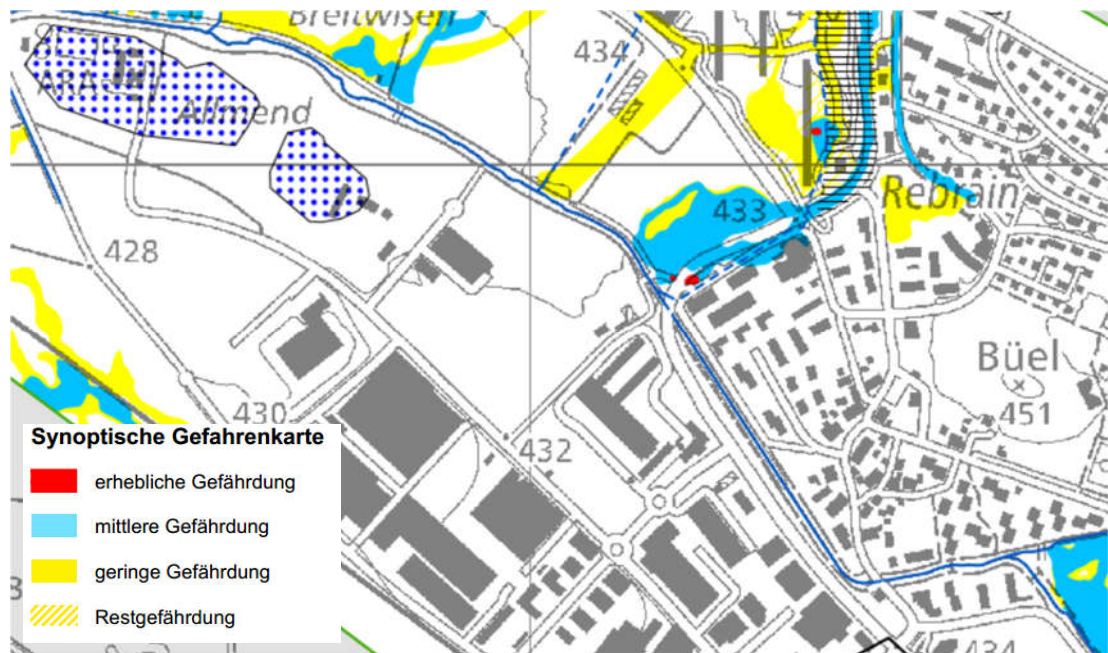 Breitwisen
434
ARA
Allmend
433
Rebrain
428
Büel
451
430
432
Synoptische Gefahrenkarte
erhebliche Gefährdung
mittlere Gefährdung
geringe Gefährdung
Restgefährdung
434